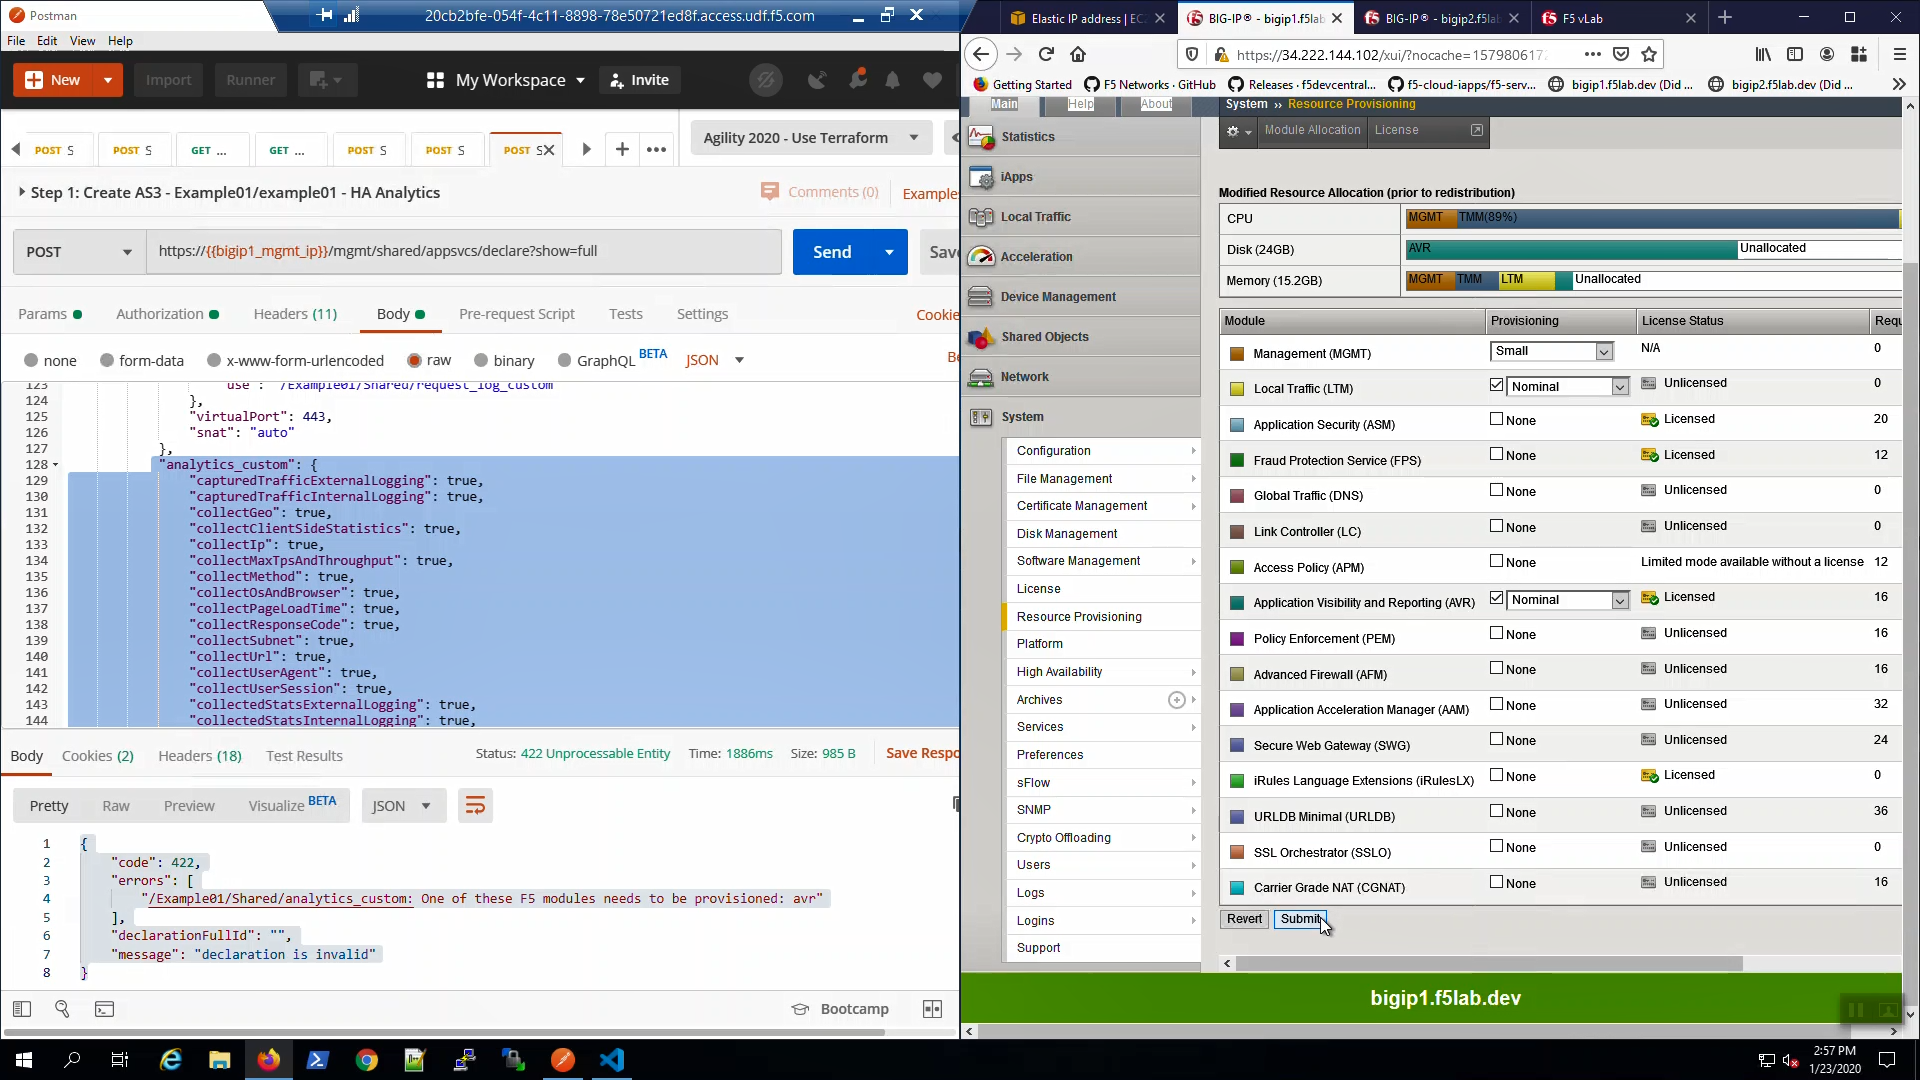 Postman
20cb2bfe-054f-4c11-8898-78e50721ed8f.access.udf.f5.com
File Edit View Help
New
Import
Runner
My Workspace
Invite
POST S
POST S
GET ...
GET ...
POST S
POST S
POST S
Agility 2020 - Use Terraform
Step 1: Create AS3 - Example01/example01 - HA Analytics
Comments (0)
Examples
POST
https://{{bigip1_mgmt_ip}}/mgmt/shared/appsvcs/declare?show=full
Send
Save
Params
Authorization
Headers (11)
Body
Pre-request Script
Tests
Settings
Cookie
none
form-data
x-www-form-urlencoded
raw
binary
GraphQL BETA
JSON
Be
123 "use": "/Example01/Shared/request_log_custom"
124 },
125 "virtualPort": 443,
126 "snat": "auto"
127 },
128 "analytics_custom": {
129 "capturedTrafficExternalLogging": true,
130 "capturedTrafficInternalLogging": true,
131 "collectGeo": true,
132 "collectClientSideStatistics": true,
133 "collectIp": true,
134 "collectMaxTpsAndThroughput": true,
135 "collectMethod": true,
136 "collectOsAndBrowser": true,
137 "collectPageLoadTime": true,
138 "collectResponseCode": true,
139 "collectSubnet": true,
140 "collectUrl": true,
141 "collectUserAgent": true,
142 "collectUserSession": true,
143 "collectedStatsExternalLogging": true,
144 "collectedStatsInternalLogging": true,
Body
Cookies (2)
Headers (18)
Test Results
Status: 422 Unprocessable Entity
Time: 1886ms
Size: 985 B
Save Respo
Pretty
Raw
Preview
Visualize BETA
JSON
1 {
2 "code": 422,
3 "errors": [
4 "/Example01/Shared/analytics_custom: One of these F5 modules needs to be provisioned: avr"
5 ],
6 "declarationFullId": "",
7 "message": "declaration is invalid"
8 }
Bootcamp
Elastic IP address | EC
BIG-IP® - bigip1.f5lab
BIG-IP® - bigip2.f5lab
F5 vLab
https://34.222.144.102/xui/?nocache=157980617
Getting Started
F5 Networks · GitHub
Releases · f5devcentral...
f5-cloud-iapps/f5-serv...
bigip1.f5lab.dev (Did ...
bigip2.f5lab.dev (Did ...
Main
Help
About
Statistics
iApps
Local Traffic
Acceleration
Device Management
Shared Objects
Network
System
Configuration
File Management
Certificate Management
Disk Management
Software Management
License
Resource Provisioning
Platform
High Availability
Archives
Services
Preferences
sFlow
SNMP
Crypto Offloading
Users
Logs
Logins
Support
System ›› Resource Provisioning
Module Allocation
License
Modified Resource Allocation (prior to redistribution)
CPU MGMT TMM(89%)
Disk (24GB) AVR Unallocated
Memory (15.2GB) MGMT TMM LTM Unallocated
Module Provisioning License Status Requ
Management (MGMT) Small N/A 0
Local Traffic (LTM) Nominal Unlicensed 0
Application Security (ASM) None Licensed 20
Fraud Protection Service (FPS) None Licensed 12
Global Traffic (DNS) None Unlicensed 0
Link Controller (LC) None Unlicensed 0
Access Policy (APM) None Limited mode available without a license 12
Application Visibility and Reporting (AVR) Nominal Licensed 16
Policy Enforcement (PEM) None Unlicensed 16
Advanced Firewall (AFM) None Unlicensed 16
Application Acceleration Manager (AAM) None Unlicensed 32
Secure Web Gateway (SWG) None Unlicensed 24
iRules Language Extensions (iRulesLX) None Licensed 0
URLDB Minimal (URLDB) None Unlicensed 36
SSL Orchestrator (SSLO) None Unlicensed 0
Carrier Grade NAT (CGNAT) None Unlicensed 16
Revert
Submit
bigip1.f5lab.dev
2:57 PM
1/23/2020